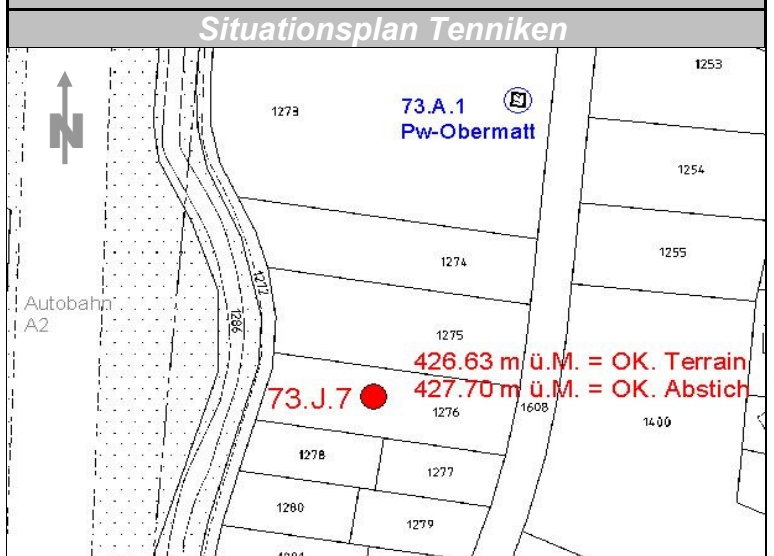 Situationsplan Tenniken
N
1253
1273
73.A.1
Pw-Obermatt
1254
1274
1255
1272
Autobahn
A2
1286
1275
426.63 m ü.M. = OK. Terrain
427.70 m ü.M. = OK. Abstich
73.J.7
1276
1608
1400
1278
1277
1280
1279